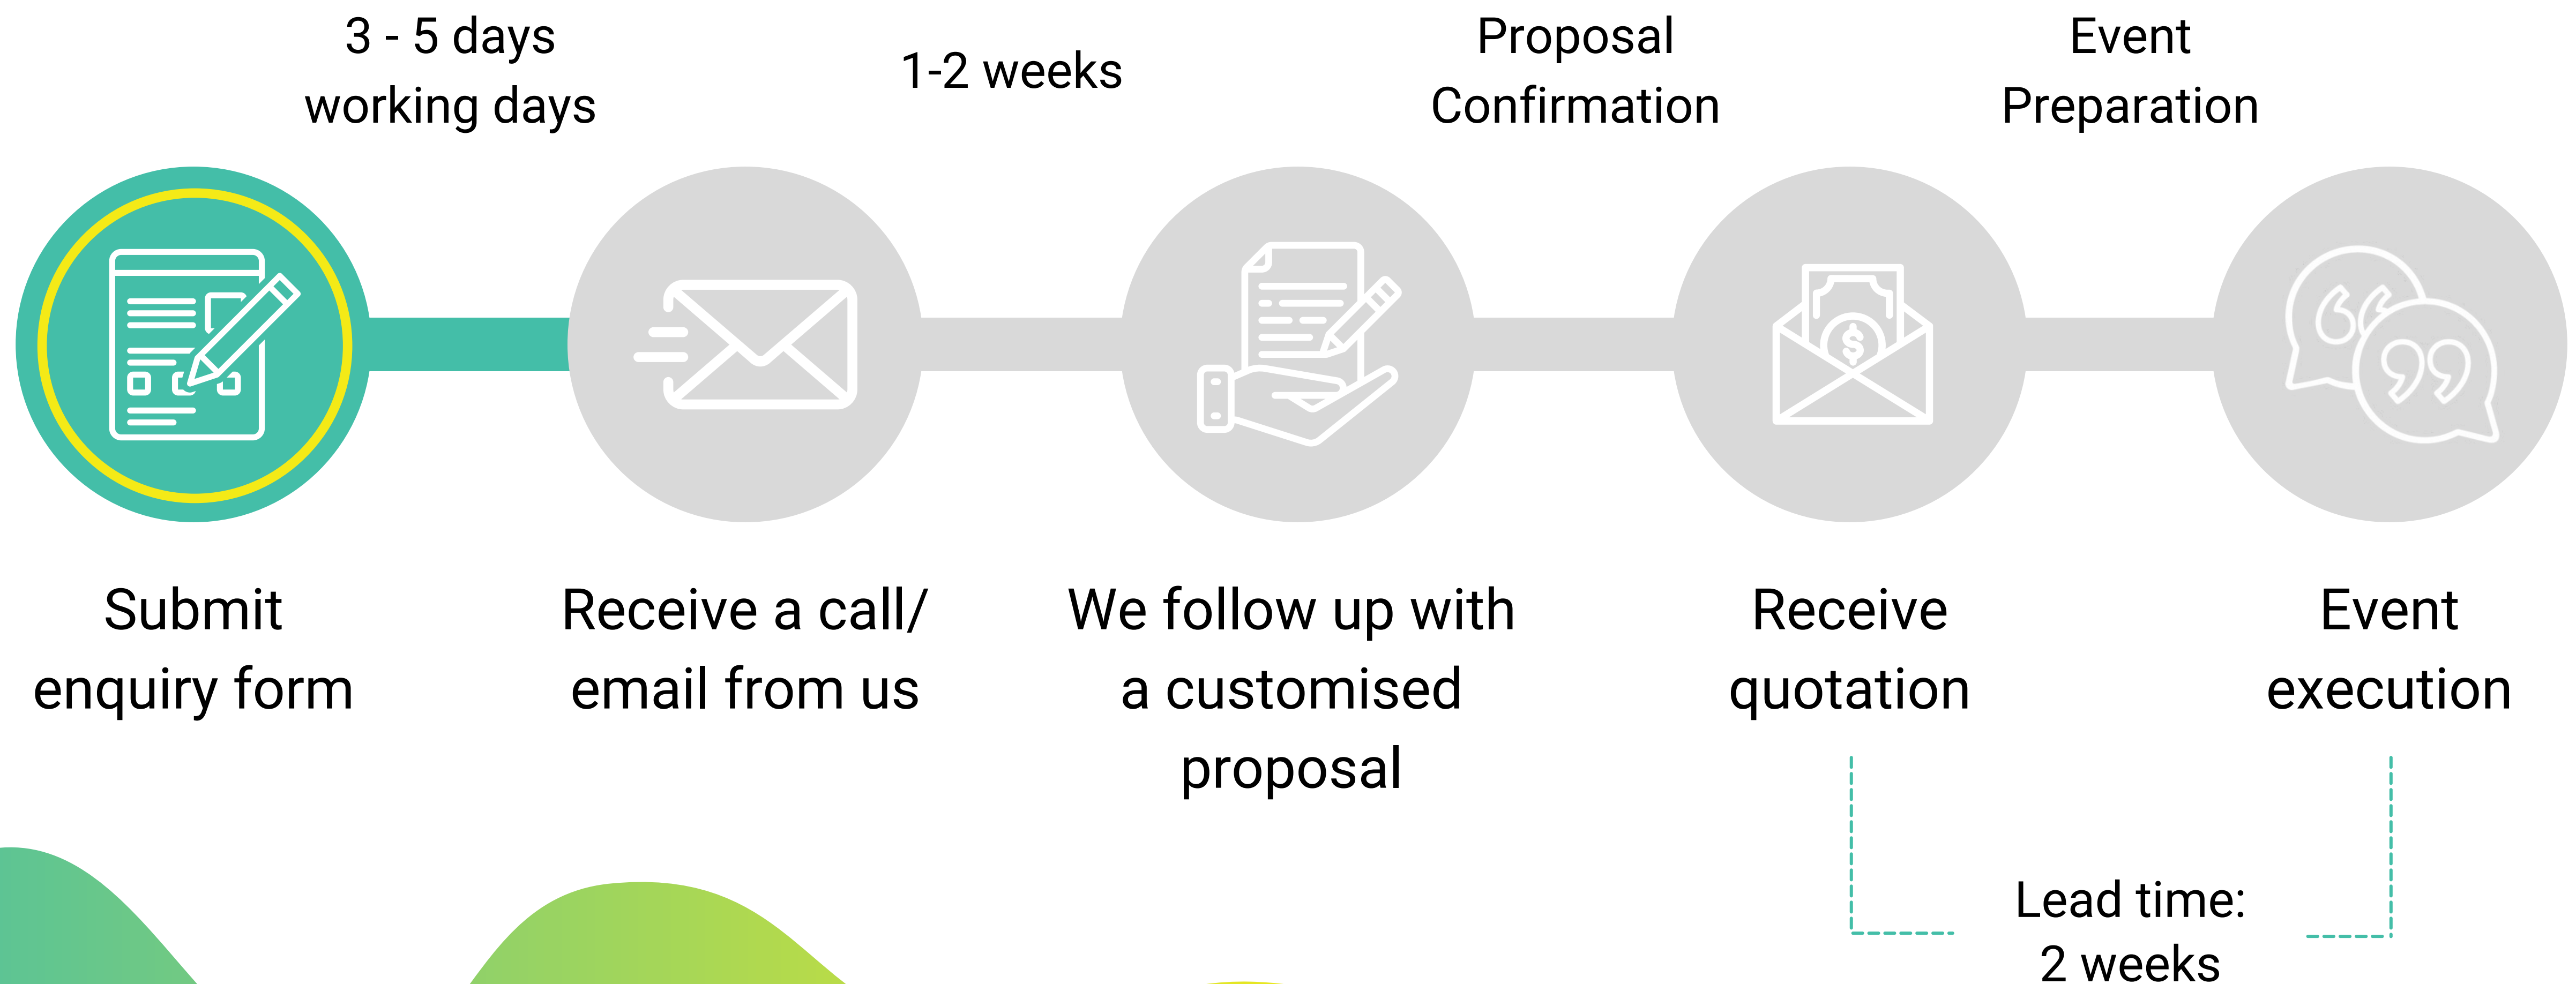 3 - 5 days
working days
1-2 weeks
Proposal
Confirmation
Event
Preparation
Submit
enquiry form
Receive a call/
email from us
We follow up with
a customised
proposal
Receive
quotation
Event
execution
Lead time:
2 weeks